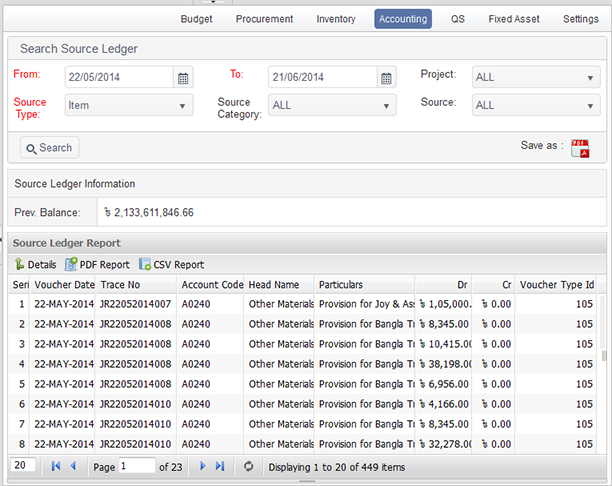 Budget Procurement Inventory Accounting QS Fixed Asset Settings
Search Source Ledger
From: 22/05/2014 To: 21/06/2014 Project: ALL
Source Type: Item Source Category: ALL Source: ALL
Search Save as :
Source Ledger Information
Prev. Balance: ৳ 2,133,611,846.66
Source Ledger Report
Details PDF Report CSV Report
Seri Voucher Date Trace No Account Code Head Name Particulars Dr Cr Voucher Type Id
1 22-MAY-2014 JR22052014007 A0240 Other Materials Provision for Joy & Ass ৳ 1,05,000. ৳ 0.00 105
2 22-MAY-2014 JR22052014008 A0240 Other Materials Provision for Bangla Tr ৳ 8,345.00 ৳ 0.00 105
3 22-MAY-2014 JR22052014008 A0240 Other Materials Provision for Bangla Tr ৳ 10,415.00 ৳ 0.00 105
4 22-MAY-2014 JR22052014008 A0240 Other Materials Provision for Bangla Tr ৳ 38,198.00 ৳ 0.00 105
5 22-MAY-2014 JR22052014008 A0240 Other Materials Provision for Bangla Tr ৳ 6,956.00 ৳ 0.00 105
6 22-MAY-2014 JR22052014010 A0240 Other Materials Provision for Bangla Tr ৳ 4,166.00 ৳ 0.00 105
7 22-MAY-2014 JR22052014010 A0240 Other Materials Provision for Bangla Tr ৳ 8,345.00 ৳ 0.00 105
8 22-MAY-2014 JR22052014010 A0240 Other Materials Provision for Bangla Tr ৳ 32,278.00 ৳ 0.00 105
20 Page 1 of 23 Displaying 1 to 20 of 449 items